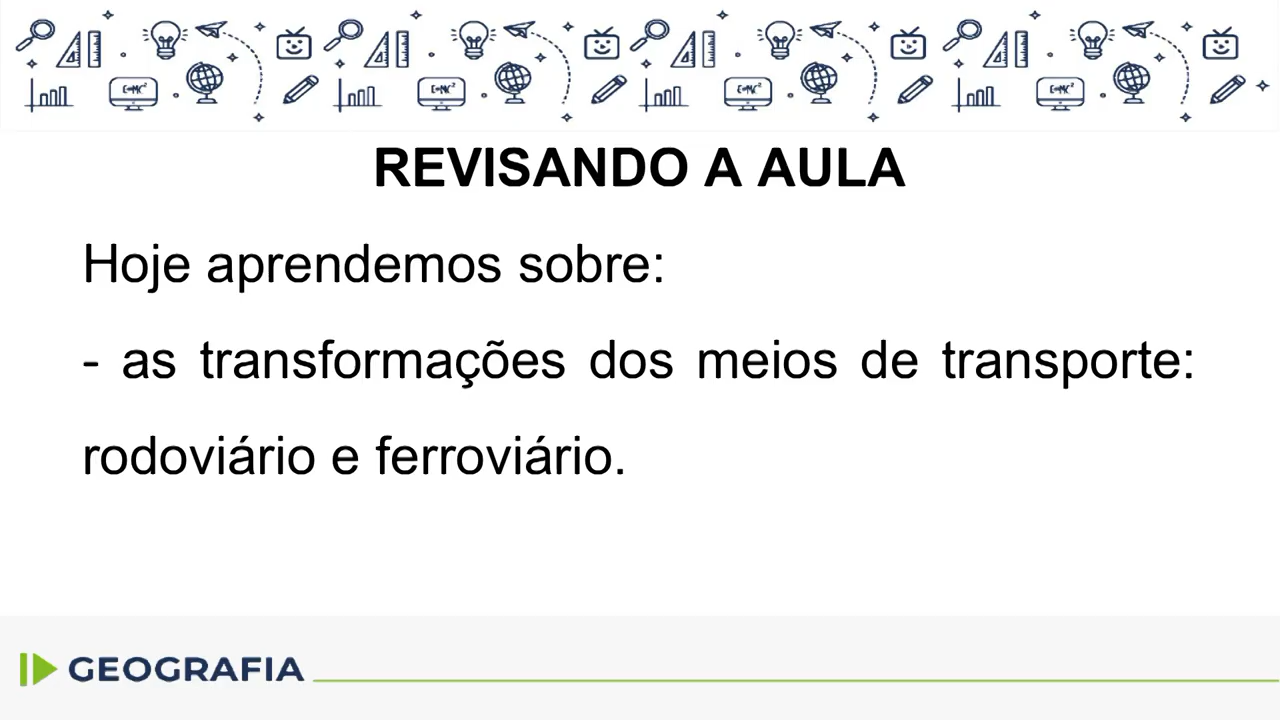 REVISANDO A AULA
Hoje aprendemos sobre:
- as transformações dos meios de transporte:
rodoviário e ferroviário.
GEOGRAFIA